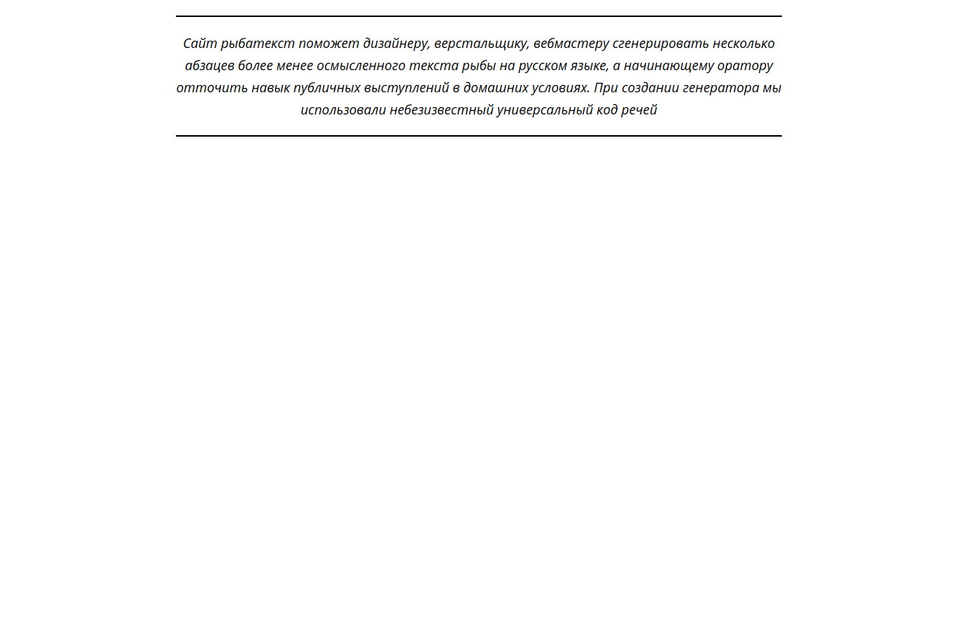 Сайт рыбатекст поможет дизайнеру, верстальщику, вебмастеру сгенерировать несколько
абзацев более менее осмысленного текста рыбы на русском языке, а начинающему оратору
отточить навык публичных выступлений в домашних условиях. При создании генератора мы
использовали небезизвестный универсальный код речей